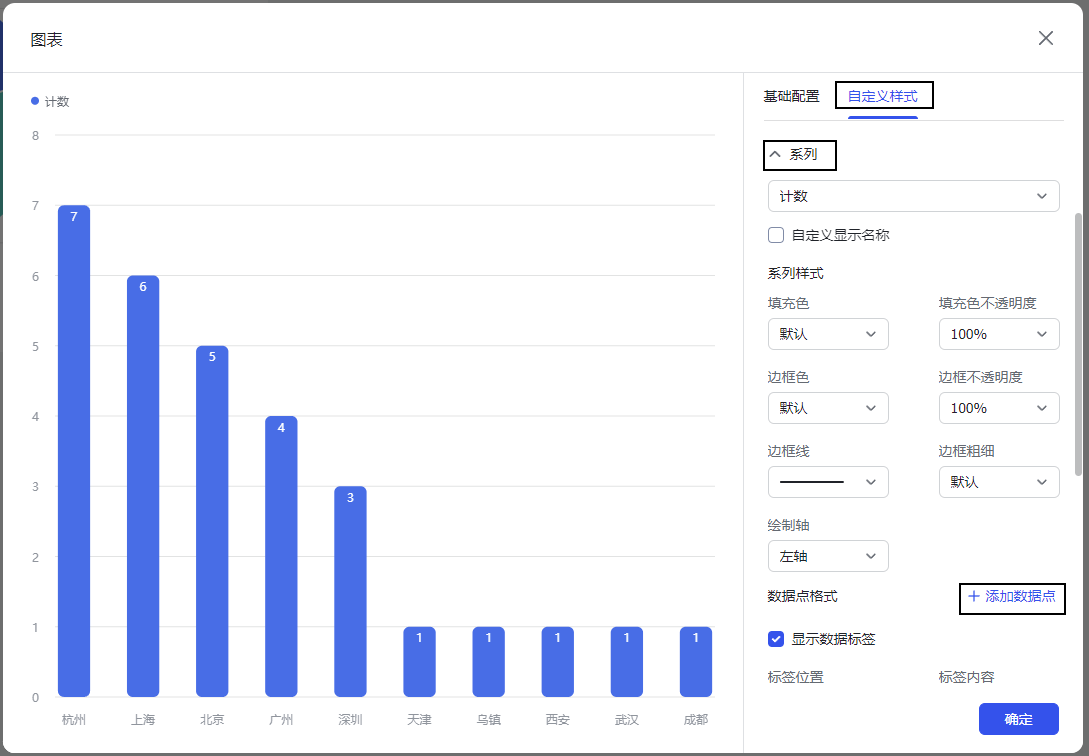 图表
计数
8
7
6
5
4
3
2
1
0
7
6
5
4
3
1
1
1
1
1
杭州
上海
北京
广州
深圳
天津
乌镇
西安
武汉
成都
基础配置 自定义样式
系列
计数
自定义显示名称
系列样式
填充色 填充色不透明度
默认 100%
边框色 边框不透明度
默认 100%
边框线 边框粗细
默认
绘制轴
左轴
数据点格式 + 添加数据点
显示数据标签
标签位置 标签内容
确定